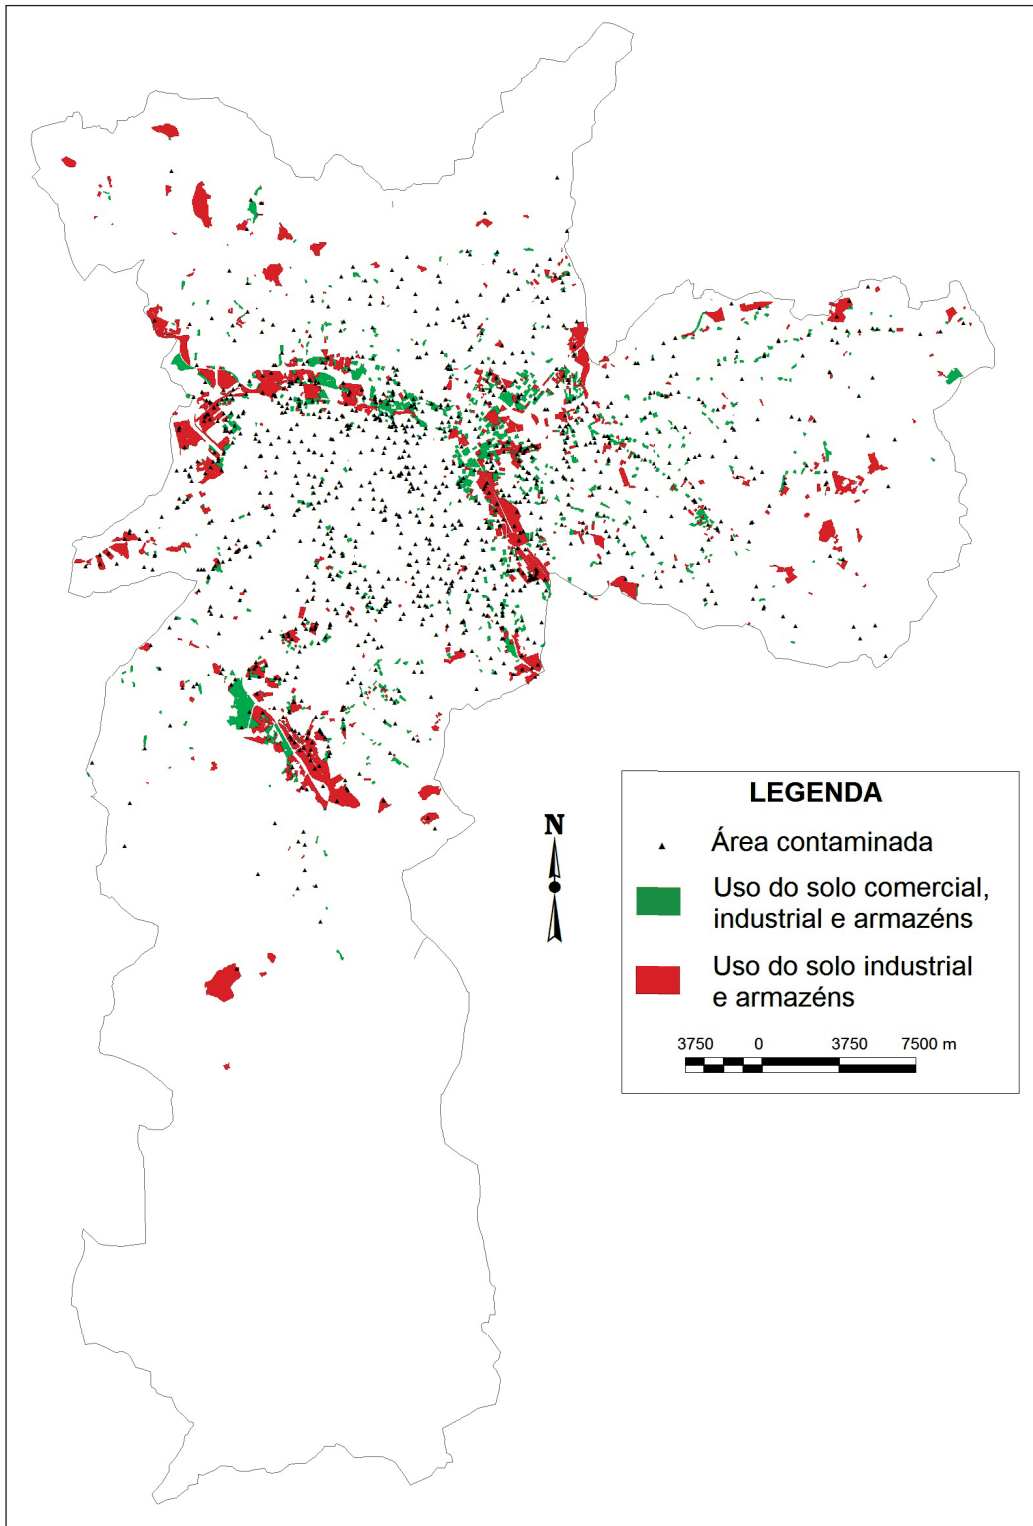 N
LEGENDA
Área contaminada
Uso do solo comercial,
industrial e armazéns
Uso do solo industrial
e armazéns
3750 0 3750 7500 m